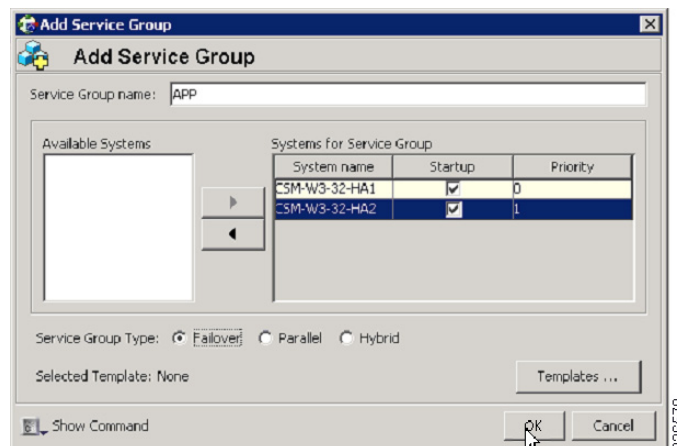 Add Service Group
Add Service Group
Service Group name: APP
Available Systems
Systems for Service Group
System name Startup Priority
CSM-W3-32-HA1 0
CSM-W3-32-HA2 1
Service Group Type: Failover Parallel Hybrid
Selected Template: None
Templates ...
Show Command
OK
Cancel